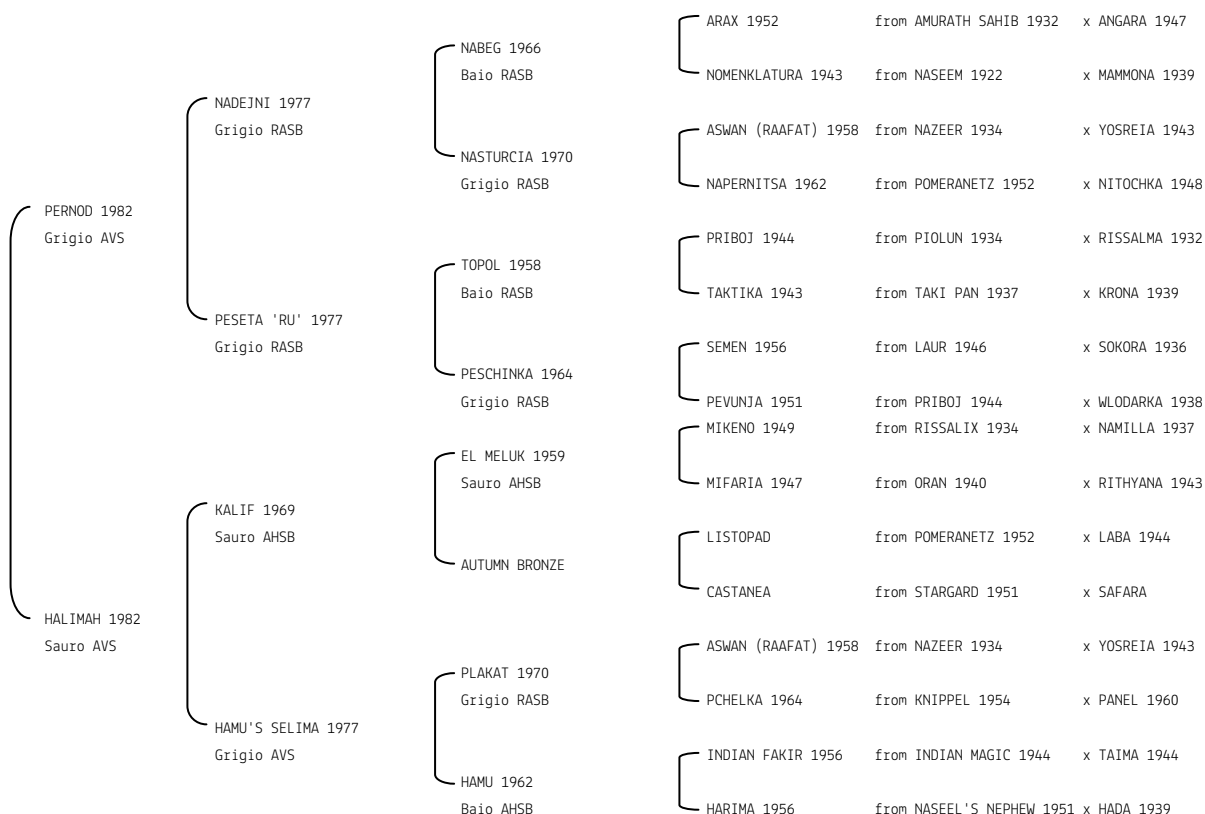 ARAX 1952 from AMURATH SAHIB 1932 x ANGARA 1947
NABEG 1966
Baio RASB
NOMENKLATURA 1943 from NASEEM 1922 x MAMMONA 1939
NADEJNI 1977
Grigio RASB
ASWAN (RAAFAT) 1958 from NAZEER 1934 x YOSREIA 1943
NASTURCIA 1970
Grigio RASB
NAPERNITSA 1962 from POMERANETZ 1952 x NITOCHKA 1948
PERNOD 1982
Grigio AVS
PRIBOJ 1944 from PIOLUN 1934 x RISSALMA 1932
TOPOL 1958
Baio RASB
TAKTIKA 1943 from TAKI PAN 1937 x KRONA 1939
PESETA 'RU' 1977
Grigio RASB
SEMEN 1956 from LAUR 1946 x SOKORA 1936
PESCHINKA 1964
Grigio RASB
PEVUNJA 1951 from PRIBOJ 1944 x WLODARKA 1938
MIKENO 1949 from RISSALIX 1934 x NAMILLA 1937
EL MELUK 1959
Sauro AHSB
MIFARIA 1947 from ORAN 1940 x RITHYANA 1943
KALIF 1969
Sauro AHSB
LISTOPAD from POMERANETZ 1952 x LABA 1944
AUTUMN BRONZE
CASTANEA from STARGARD 1951 x SAFARA
HALIMAH 1982
Sauro AVS
ASWAN (RAAFAT) 1958 from NAZEER 1934 x YOSREIA 1943
PLAKAT 1970
Grigio RASB
PCHELKA 1964 from KNIPPEL 1954 x PANEL 1960
HAMU'S SELIMA 1977
Grigio AVS
INDIAN FAKIR 1956 from INDIAN MAGIC 1944 x TAIMA 1944
HAMU 1962
Baio AHSB
HARIMA 1956 from NASEEL'S NEPHEW 1951 x HADA 1939